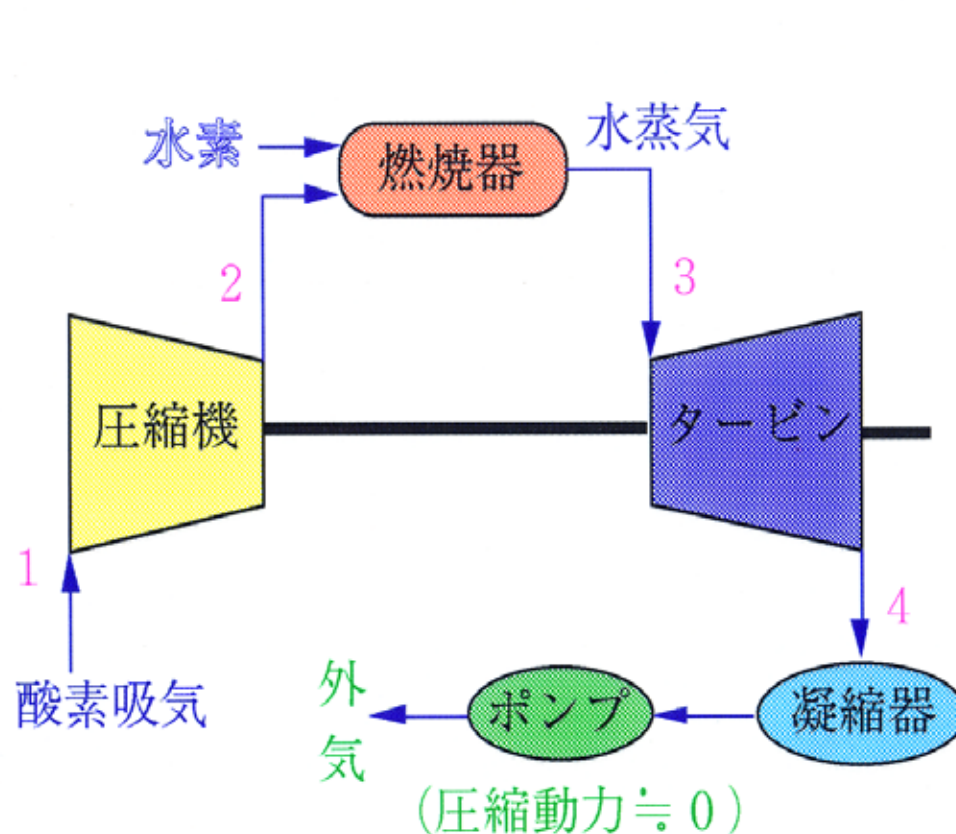 水素
燃焼器
水蒸気
2
3
圧縮機
タービン
1
4
酸素吸気
外気
ポンプ
凝縮器
(圧縮動力≒0)